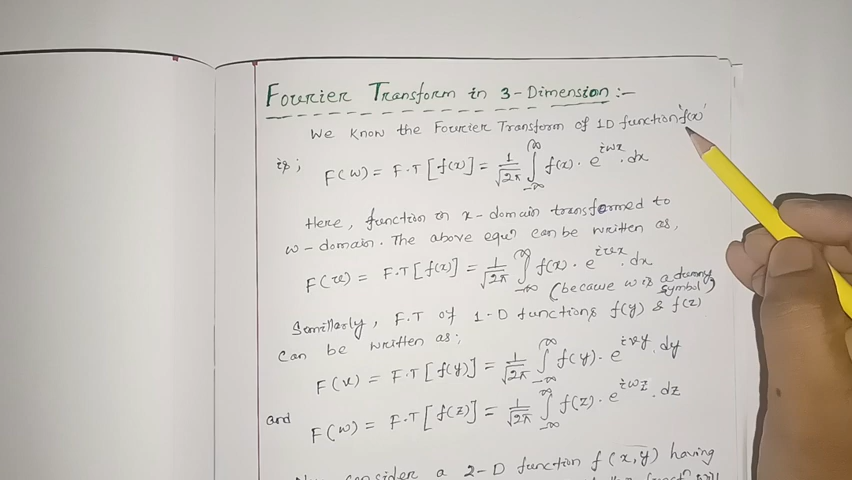 Fourier Transform in 3-Dimension :-
We know the Fourier Transform of 1D function 'f(x)'
is; F(w) = F.T [f(x)] = 1/√2π ∫_{-∞}^{∞} f(x). e^{iwx}. dx
Here, function in x-domain transformed to
w-domain. The above equⁿ can be written as,
F(u) = F.T [f(x)] = 1/√2π ∫_{-∞}^{∞} f(x). e^{iux}. dx
(because w is a dummy symbol)
Similarly, F.T of 1-D functions f(y) & f(z)
can be written as;
F(v) = F.T [f(y)] = 1/√2π ∫_{-∞}^{∞} f(y). e^{ivy}. dy
and F(w) = F.T [f(z)] = 1/√2π ∫_{-∞}^{∞} f(z). e^{iwz}. dz
consider a 2-D function f(x,y) having